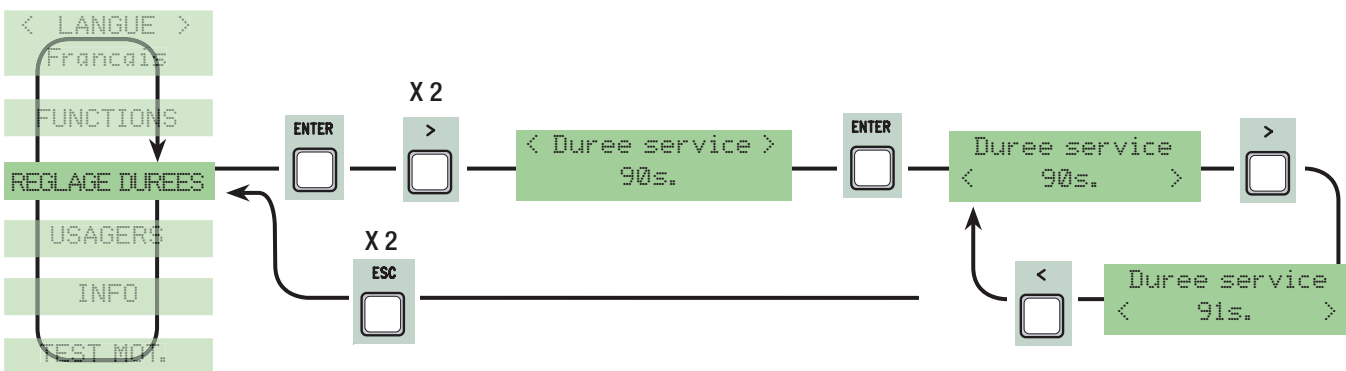 < LANGUE >
Francais
FUNCTIONS
REGLAGE DUREES
USAGERS
INFO
TEST MOT.
ENTER
X 2
>
< Duree service >
90s.
ENTER
Duree service
< 90s. >
>
X 2
ESC
<
Duree service
< 91s. >